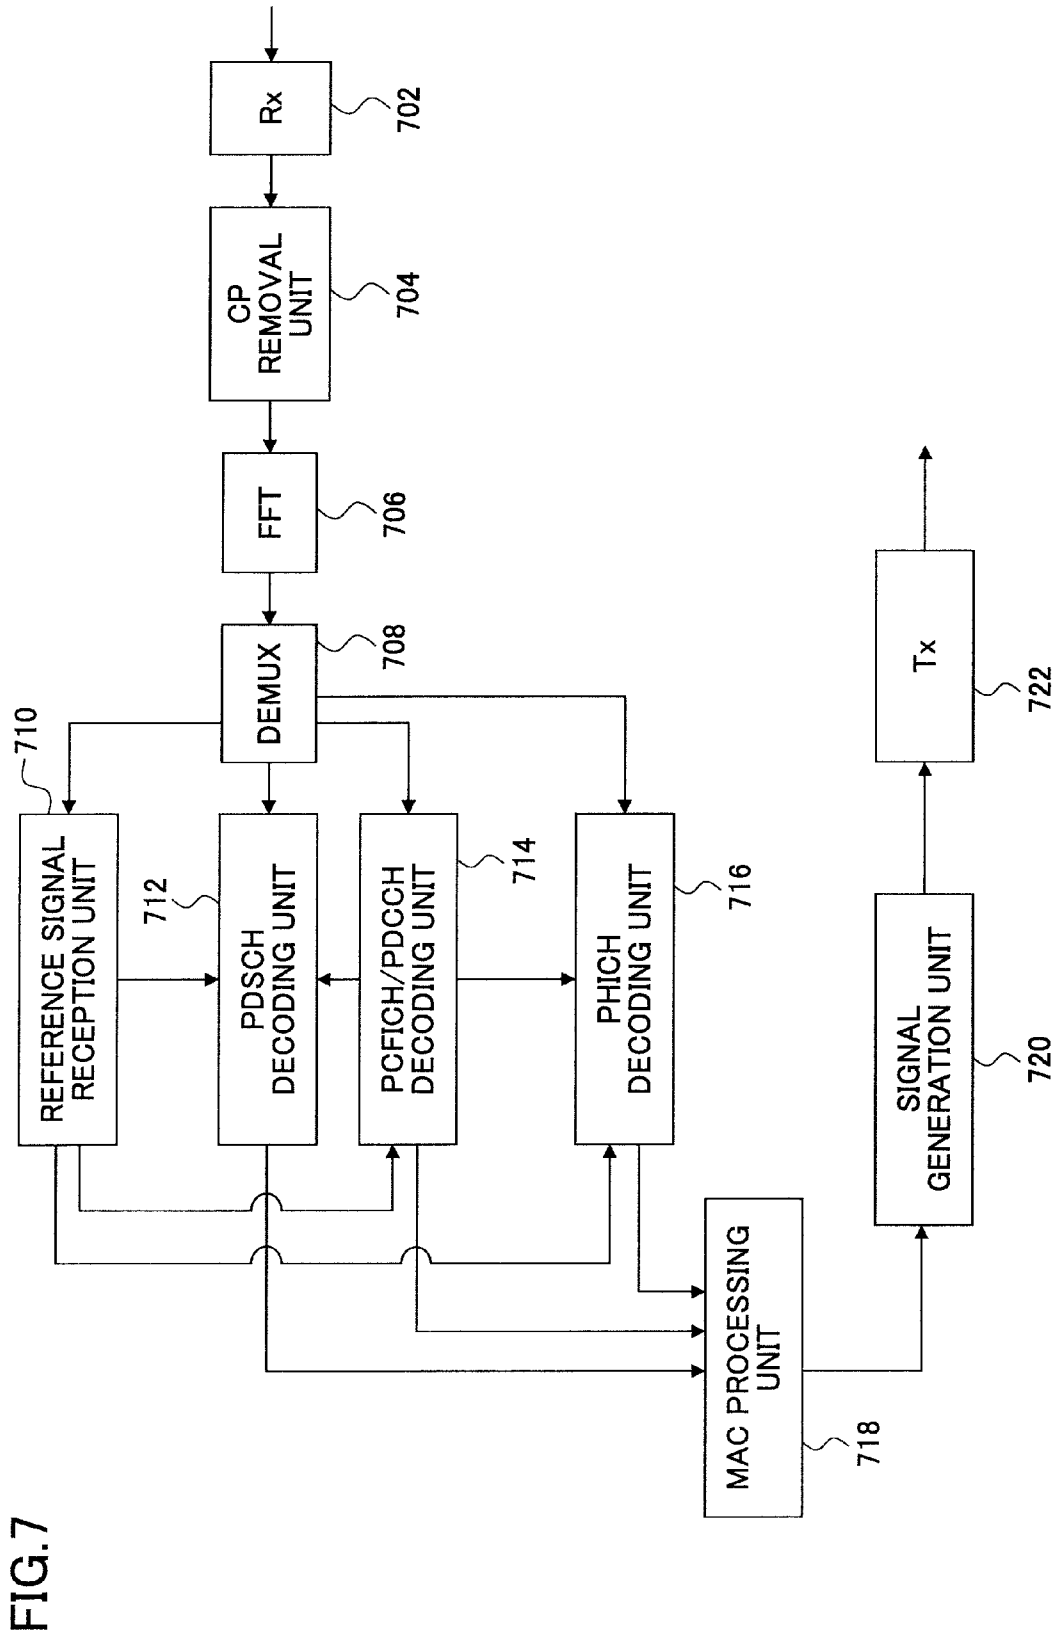 FIG.7
REFERENCE SIGNAL
RECEPTION UNIT
710
PDSCH
DECODING UNIT
712
PCFICH/PDCCH
DECODING UNIT
714
PHICH
DECODING UNIT
716
DEMUX
708
FFT
706
CP
REMOVAL
UNIT
704
Rx
702
MAC PROCESSING
UNIT
718
SIGNAL
GENERATION UNIT
720
Tx
722